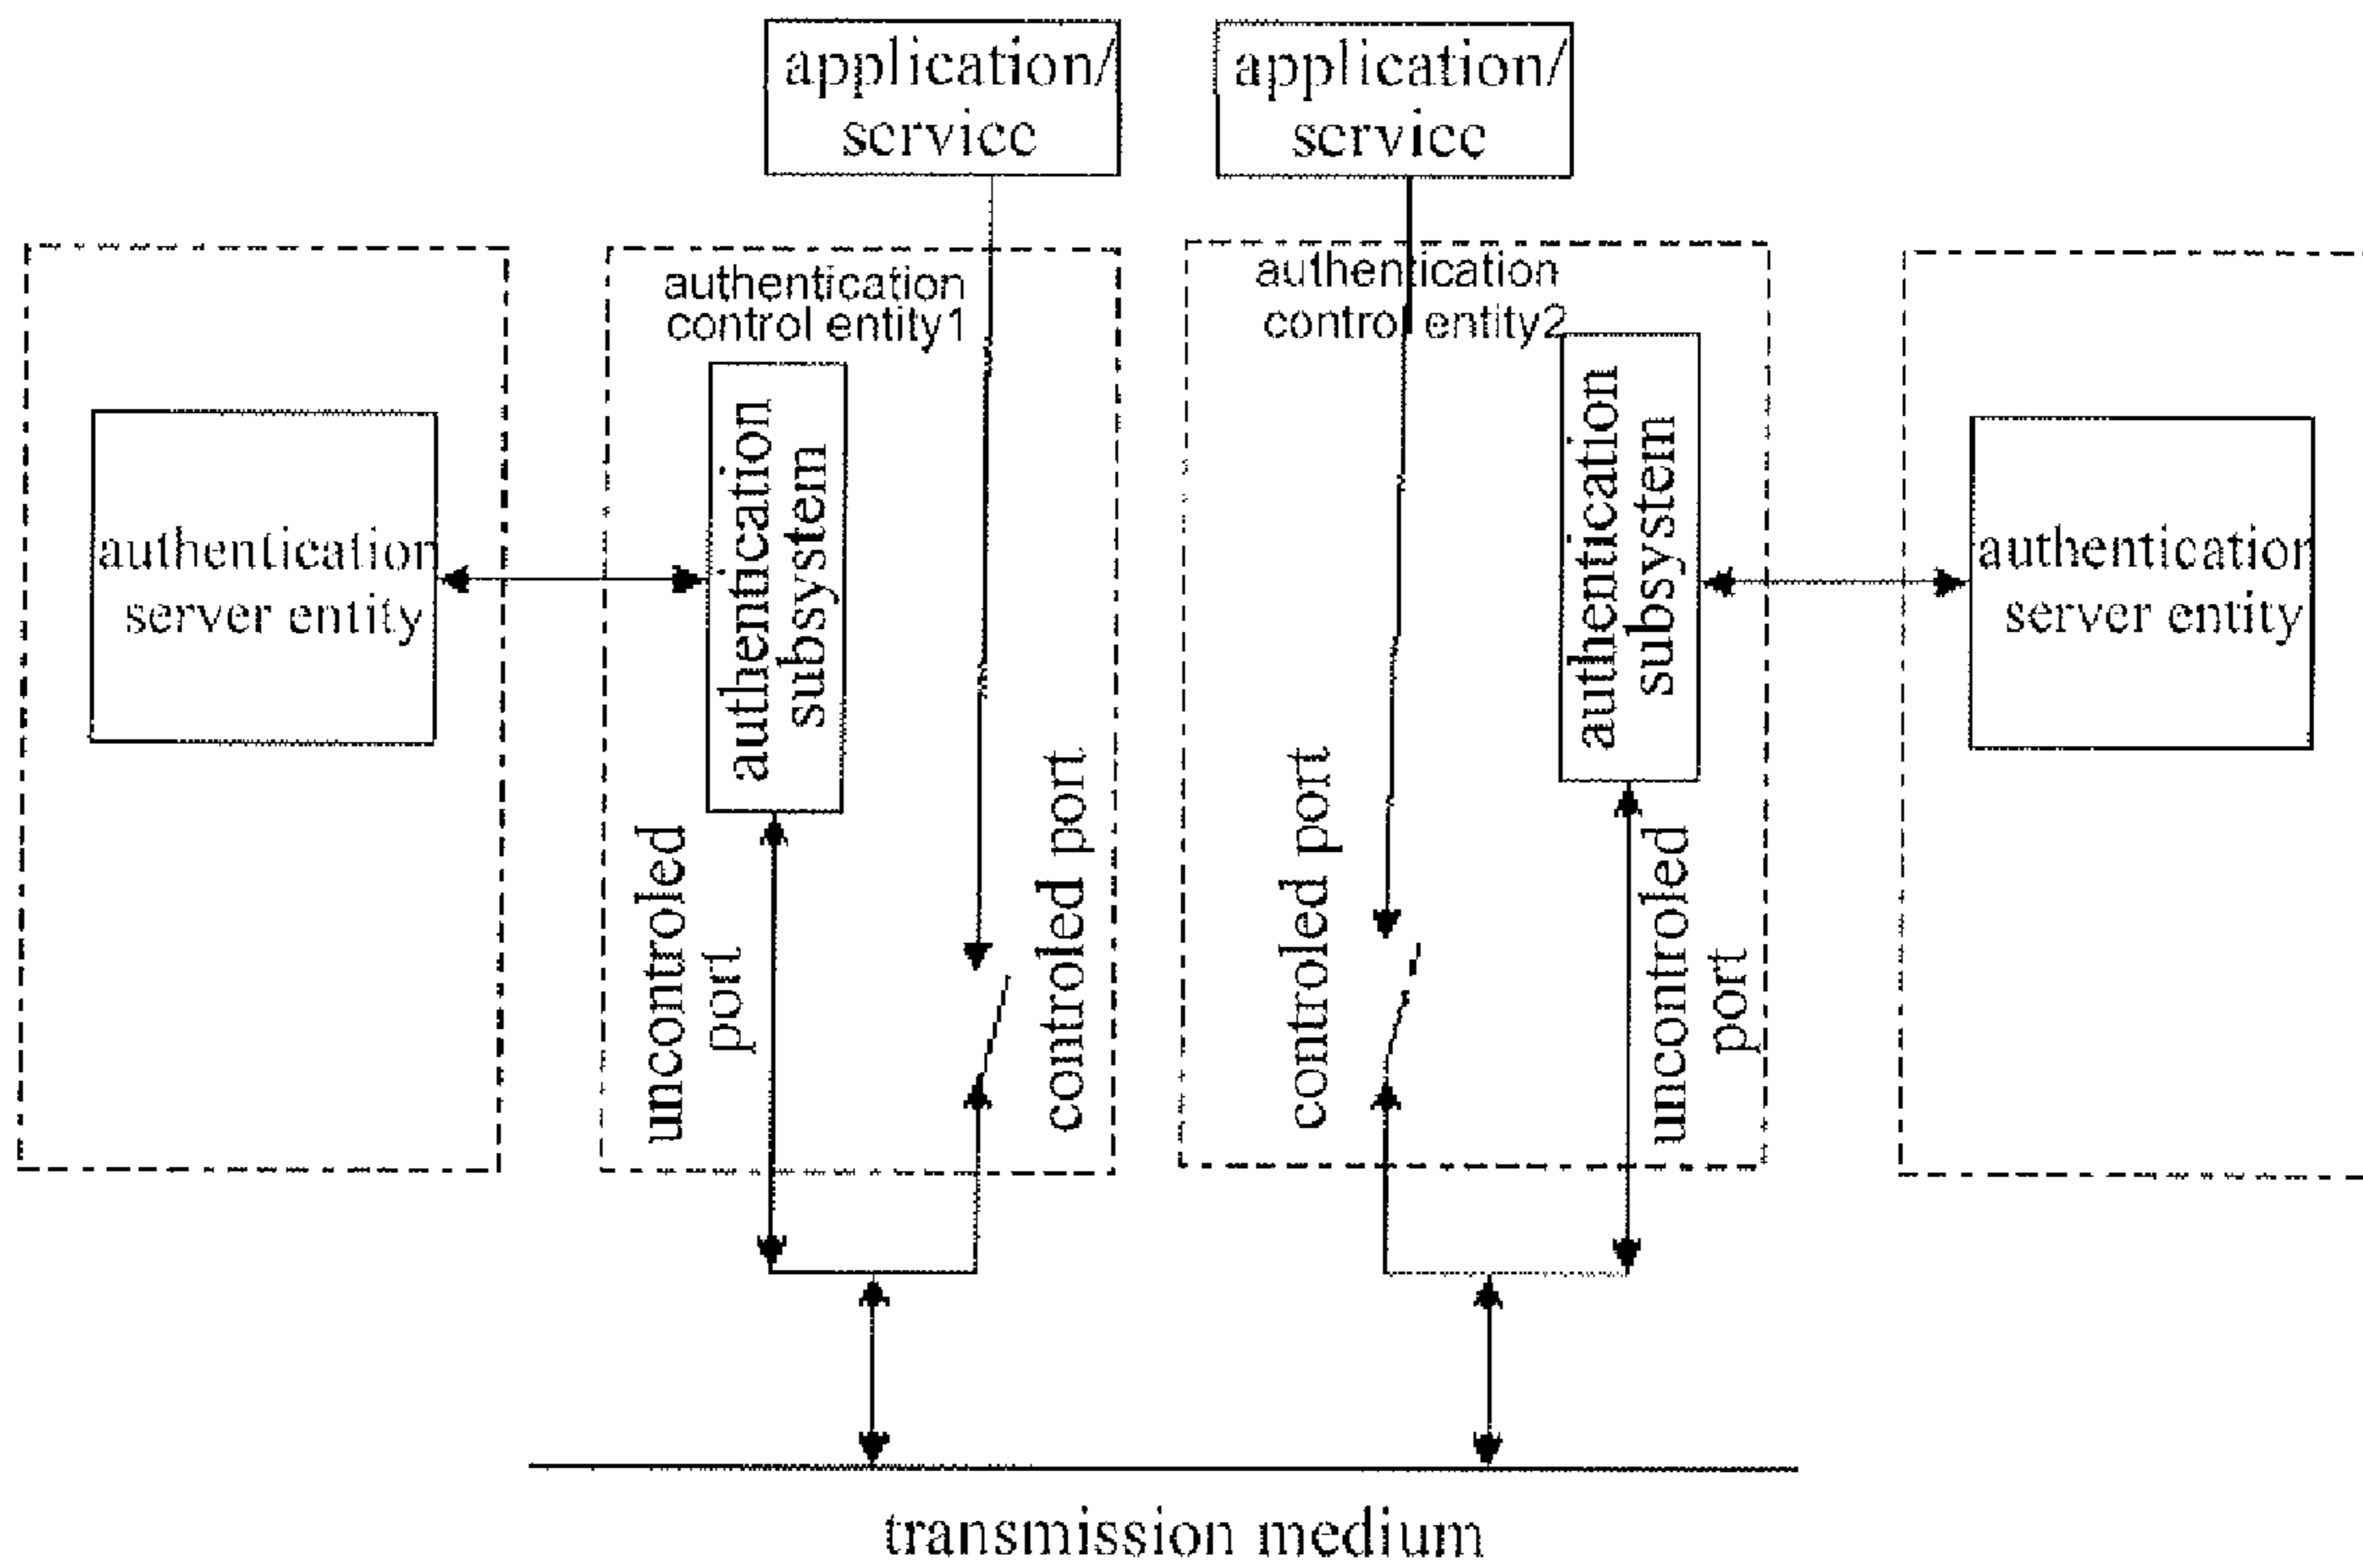 application/
service
application/
service
authentication
control entity1
authentication
control entity2
authentication
server entity
authentication
subsystem
uncontroled
port
controled port
controled port
authentication
subsystem
uncontroled
port
authentication
server entity
transmission medium